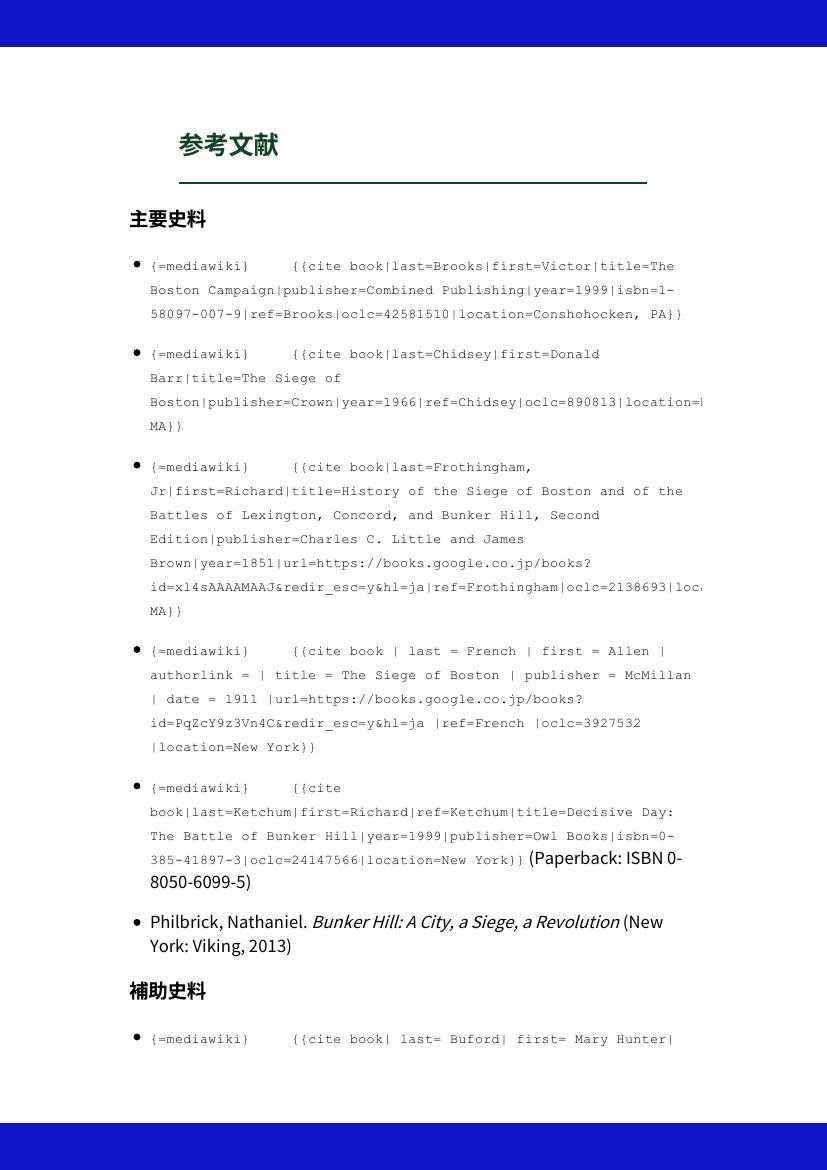 参考文献
主要史料
• {=mediawiki} {{cite book|last=Brooks|first=Victor|title=The
Boston Campaign|publisher=Combined Publishing|year=1999|isbn=1-
58097-007-9|ref=Brooks|oclc=42581510|location=Conshohocken, PA}}
• {=mediawiki} {{cite book|last=Chidsey|first=Donald
Barr|title=The Siege of
Boston|publisher=Crown|year=1966|ref=Chidsey|oclc=890813|location=
MA}}
• {=mediawiki} {{cite book|last=Frothingham,
Jr|first=Richard|title=History of the Siege of Boston and of the
Battles of Lexington, Concord, and Bunker Hill, Second
Edition|publisher=Charles C. Little and James
Brown|year=1851|url=https://books.google.co.jp/books?
id=xl4sAAAAMAAJ&redir_esc=y&hl=ja|ref=Frothingham|oclc=2138693|loc
MA}}
• {=mediawiki} {{cite book | last = French | first = Allen |
authorlink = | title = The Siege of Boston | publisher = McMillan
| date = 1911 |url=https://books.google.co.jp/books?
id=PqZcY9z3Vn4C&redir_esc=y&hl=ja |ref=French |oclc=3927532
|location=New York}}
• {=mediawiki} {{cite
book|last=Ketchum|first=Richard|ref=Ketchum|title=Decisive Day:
The Battle of Bunker Hill|year=1999|publisher=Owl Books|isbn=0-
385-41897-3|oclc=24147566|location=New York}} (Paperback: ISBN 0-
8050-6099-5)
• Philbrick, Nathaniel. Bunker Hill: A City, a Siege, a Revolution (New
York: Viking, 2013)
補助史料
• {=mediawiki} {{cite book| last= Buford| first= Mary Hunter|